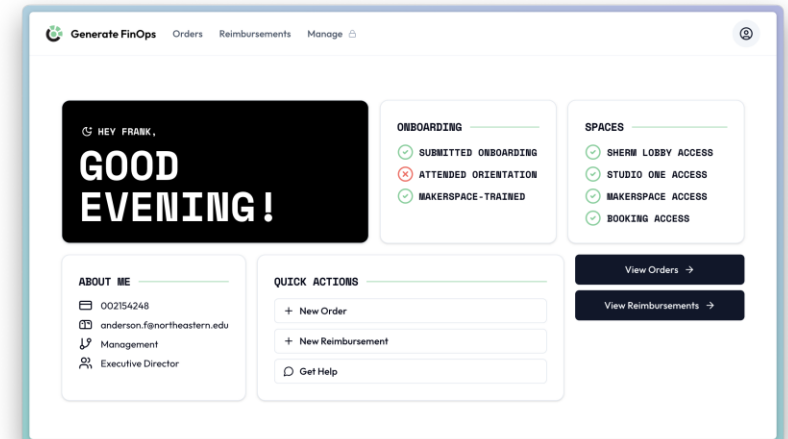 Generate FinOps Orders Reimbursements Manage
HEY FRANK,
GOOD
EVENING!
ONBOARDING
SUBMITTED ONBOARDING
ATTENDED ORIENTATION
MAKERSPACE-TRAINED
SPACES
SHERM LOBBY ACCESS
STUDIO ONE ACCESS
MAKERSPACE ACCESS
BOOKING ACCESS
ABOUT ME
002154248
anderson.f@northeastern.edu
Management
Executive Director
QUICK ACTIONS
+ New Order
+ New Reimbursement
Get Help
View Orders →
View Reimbursements →